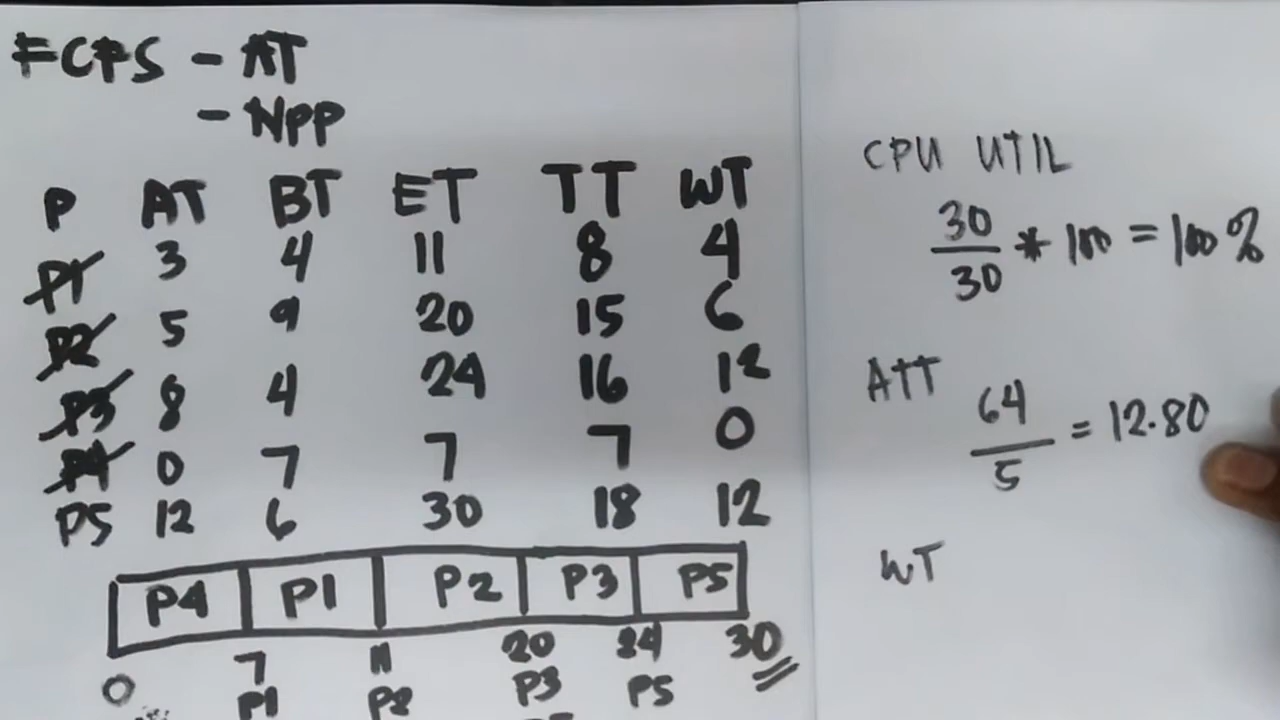 FCFS - AT
- NPP
P AT BT ET TT WT
P1 3 4 11 8 4
P2 5 9 20 15 6
P3 8 4 24 16 12
P4 0 7 7 7 0
P5 12 6 30 18 12
P4 P1 P2 P3 P5
0 7 11 20 24 30
P1 P2 P3 P5
CPU UTIL
30
30 * 100 = 100%
ATT
64
5 = 12.80
WT